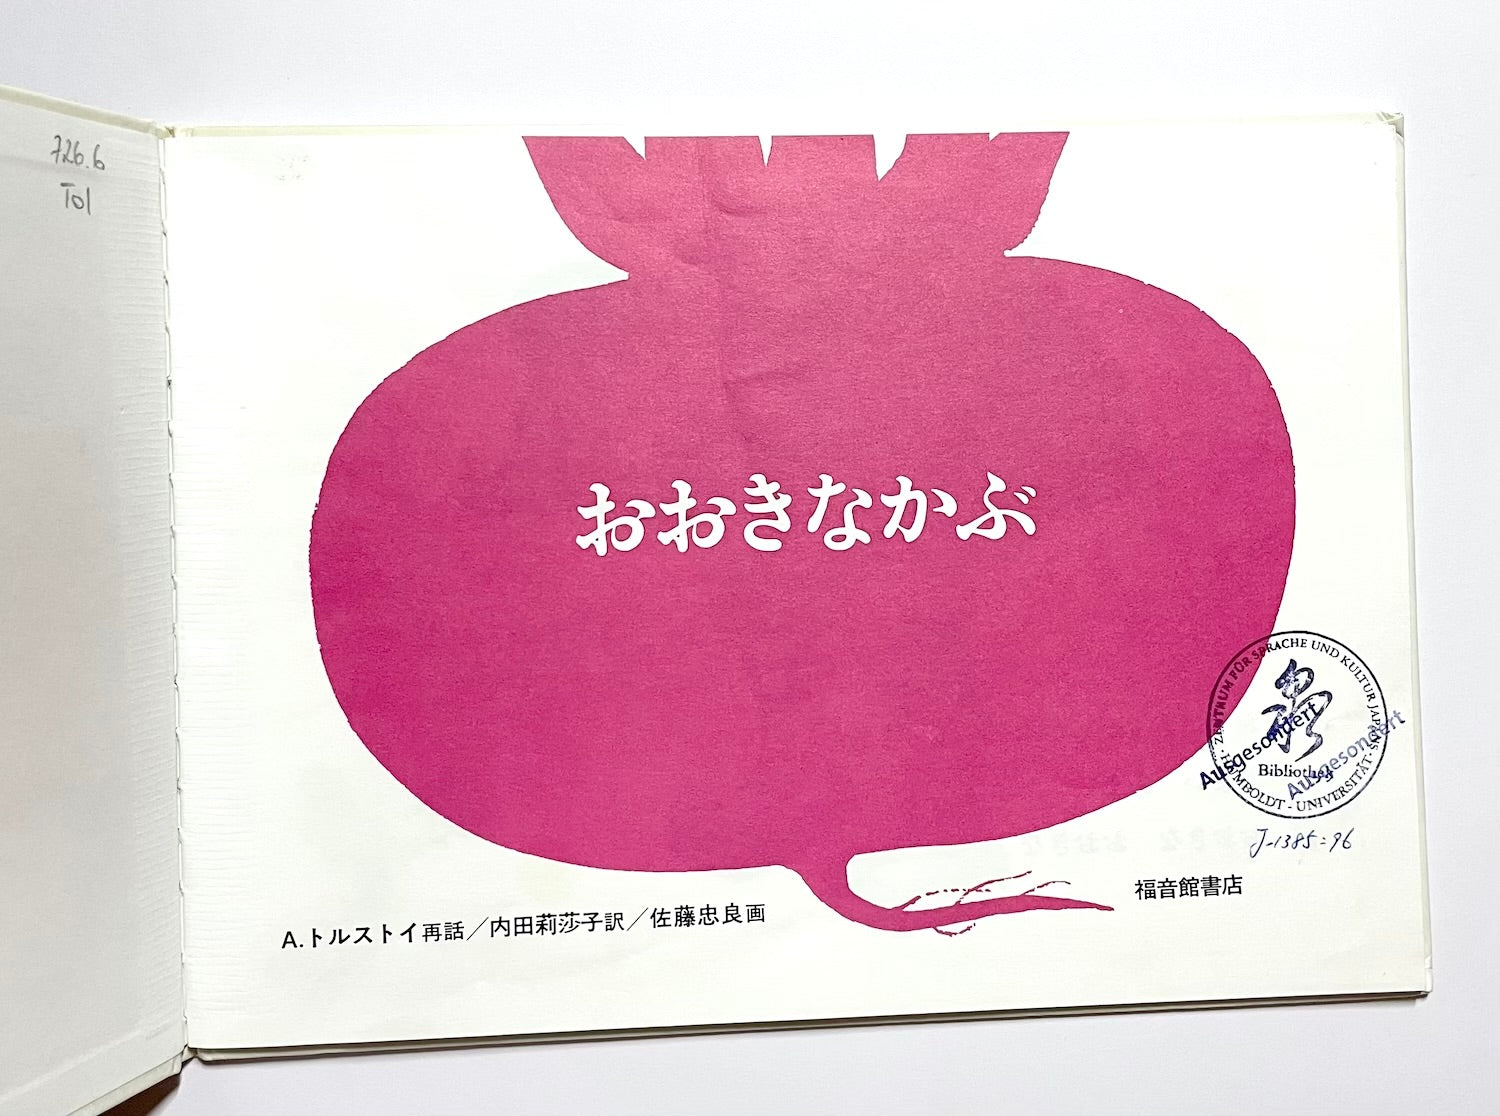 726.6
Tol
おおきなかぶ
ZENTRUM FÜR SPRACHE UND KULTUR JAPANS · HUMBOLDT - UNIVERSITÄT ·
Bibliothek
Ausgesondert
Ausgesondert
J-1385:96
福音館書店
A.トルストイ再話／内田莉莎子訳／佐藤忠良画